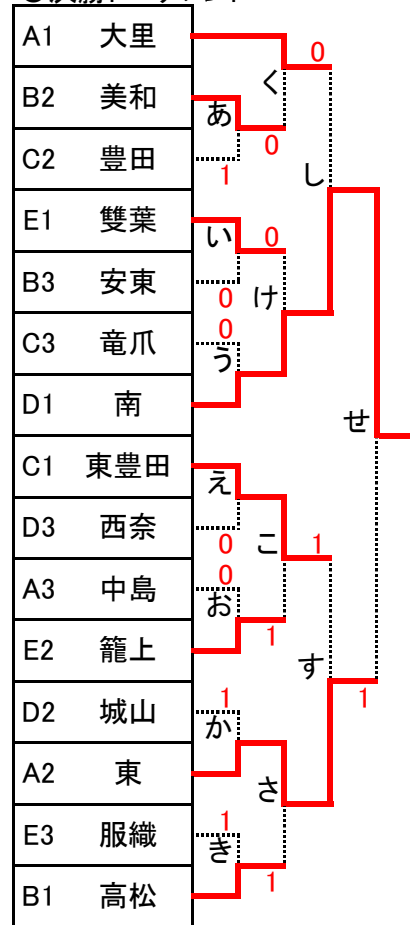 A1 大里
0
く
B2 美和
あ
0
C2 豊田
1
し
E1 雙葉
い
0
B3 安東
0
け
C3 竜爪
0
う
D1 南
せ
C1 東豊田
え
D3 西奈
0
こ
1
A3 中島
0
お
E2 籠上
1
す
D2 城山
1
か
1
A2 東
さ
E3 服織
1
き
B1 高松
1